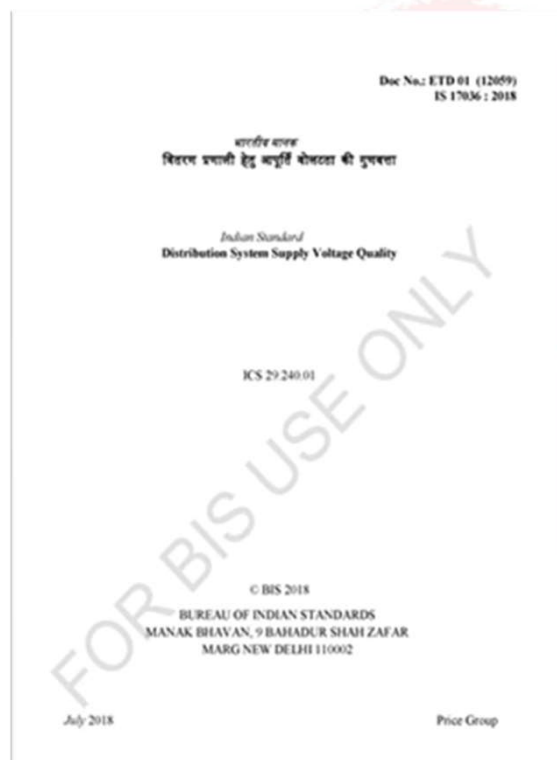 Doc No.: ETD 01 (12059)
IS 17036 : 2018
भारतीय मानक
वितरण प्रणाली हेतु आपूर्ति वोलटता की गुणवत्ता
Indian Standard
Distribution System Supply Voltage Quality
ICS 29.240.01
FOR BIS USE ONLY
© BIS 2018
BUREAU OF INDIAN STANDARDS
MANAK BHAVAN, 9 BAHADUR SHAH ZAFAR
MARG NEW DELHI 110002
July 2018 Price Group